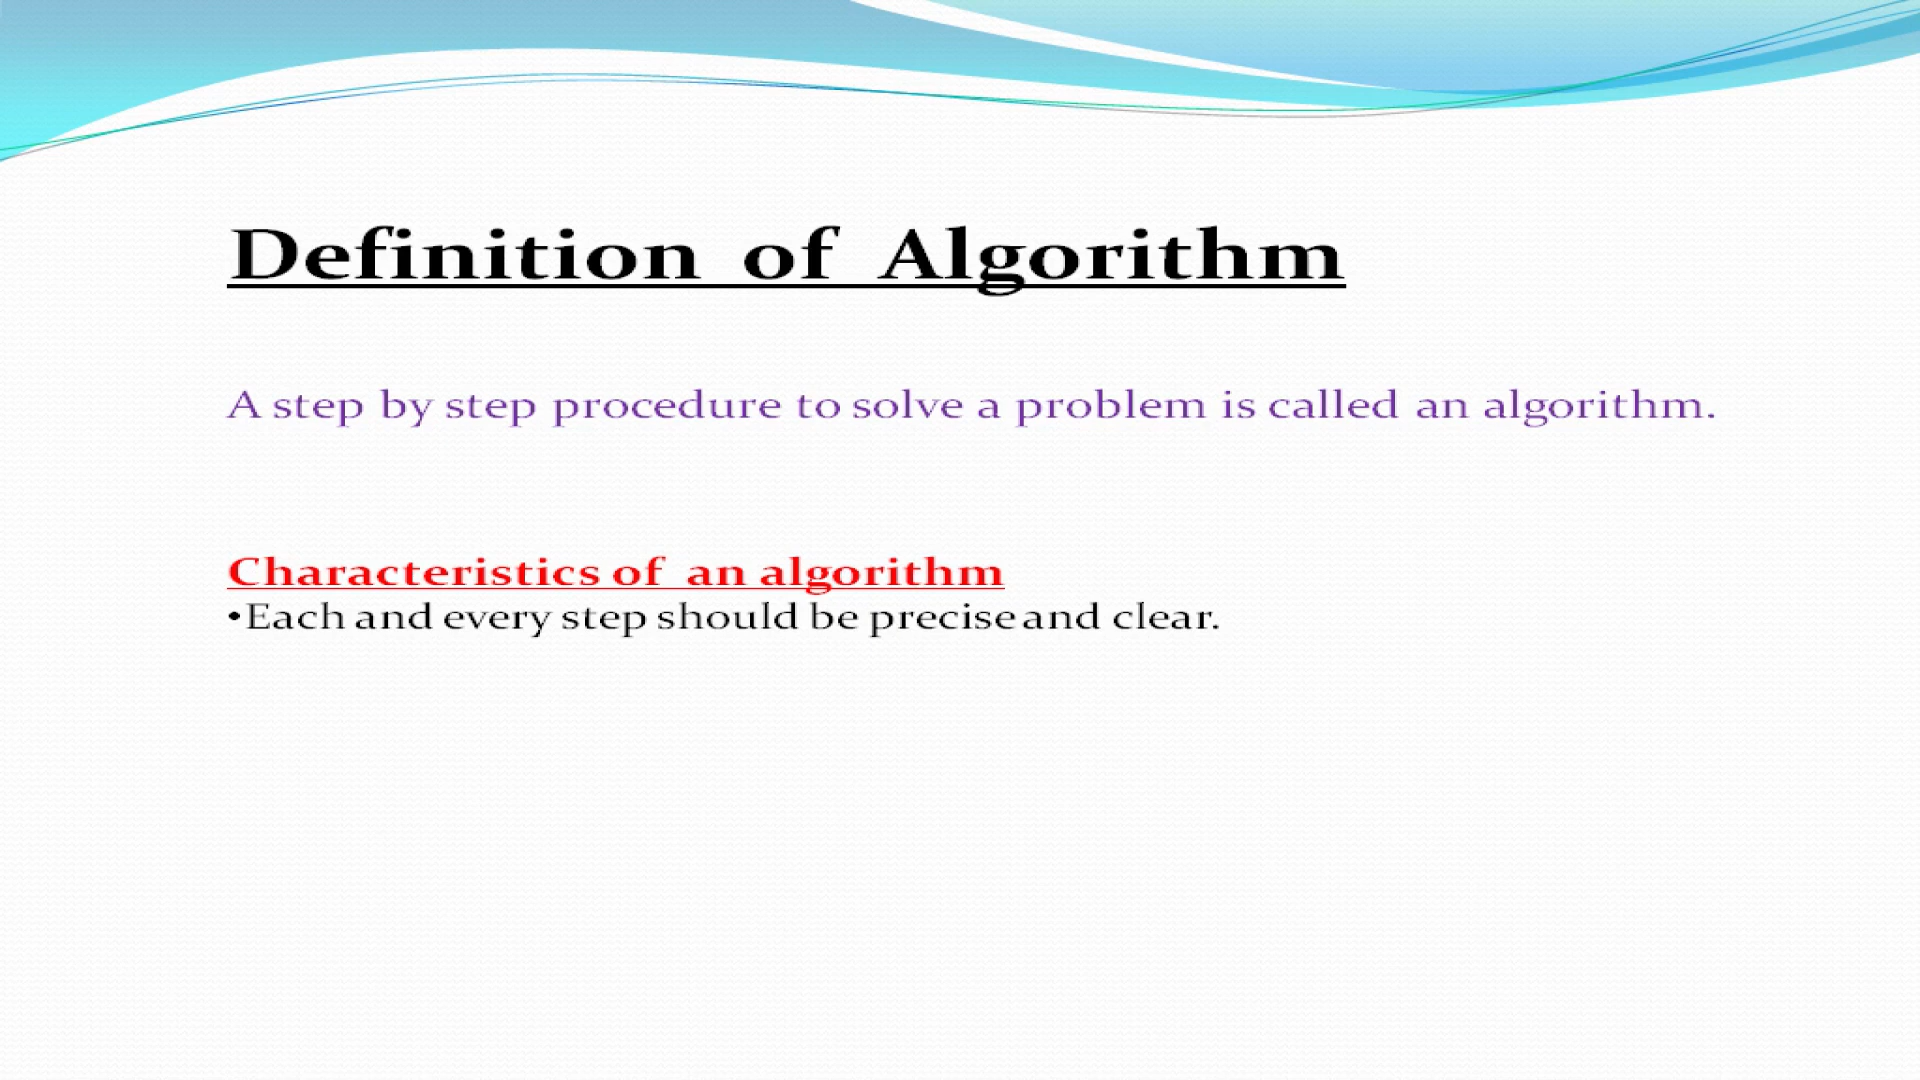 Definition of Algorithm
A step by step procedure to solve a problem is called an algorithm.
Characteristics of an algorithm
•Each and every step should be precise and clear.